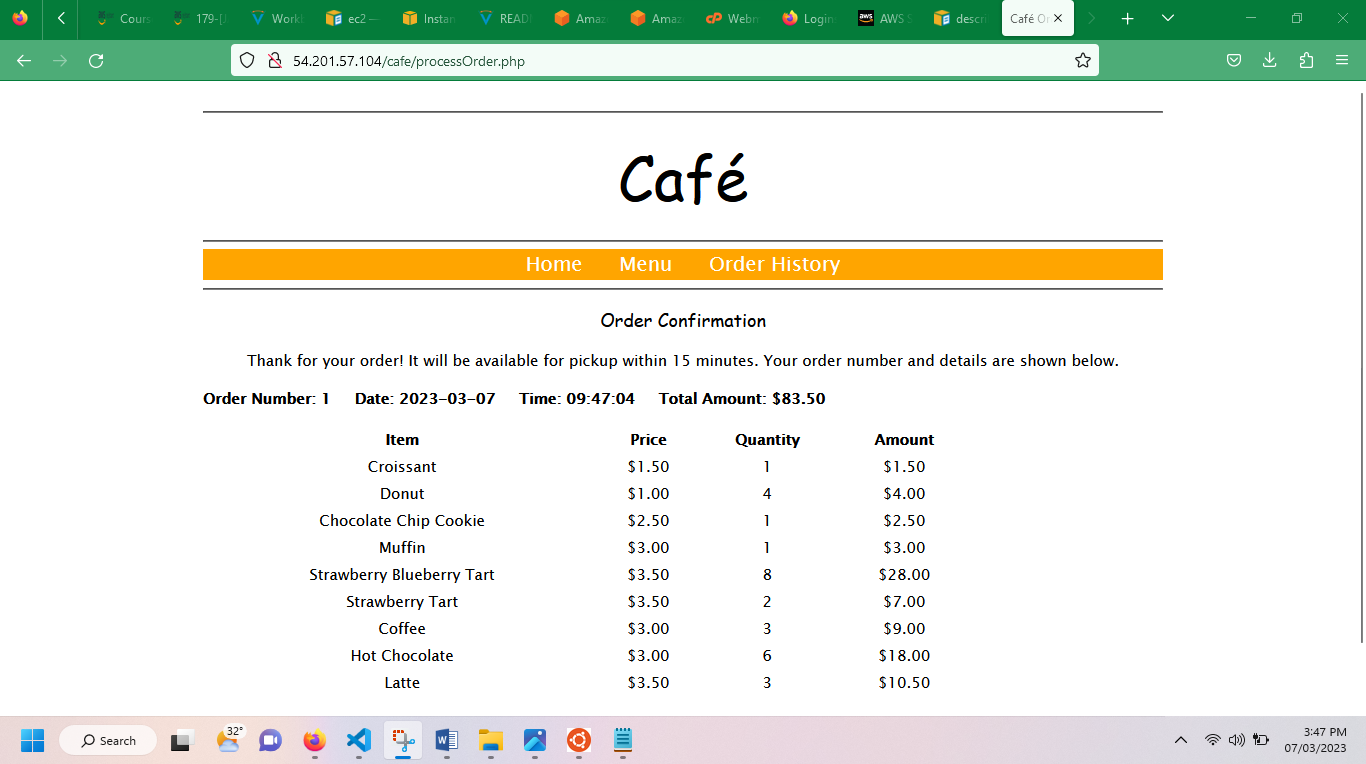 Cours
179-[J
Workb
ec2 —
Instan
READ
Amaz
Amaz
Webm
Login
AWS S
descri
Café Or
54.201.57.104/cafe/processOrder.php
Café
Home Menu Order History
Order Confirmation
Thank for your order! It will be available for pickup within 15 minutes. Your order number and details are shown below.
Order Number: 1 Date: 2023-03-07 Time: 09:47:04 Total Amount: $83.50
Item Price Quantity Amount
Croissant $1.50 1 $1.50
Donut $1.00 4 $4.00
Chocolate Chip Cookie $2.50 1 $2.50
Muffin $3.00 1 $3.00
Strawberry Blueberry Tart $3.50 8 $28.00
Strawberry Tart $3.50 2 $7.00
Coffee $3.00 3 $9.00
Hot Chocolate $3.00 6 $18.00
Latte $3.50 3 $10.50
Search
32°
3:47 PM
07/03/2023